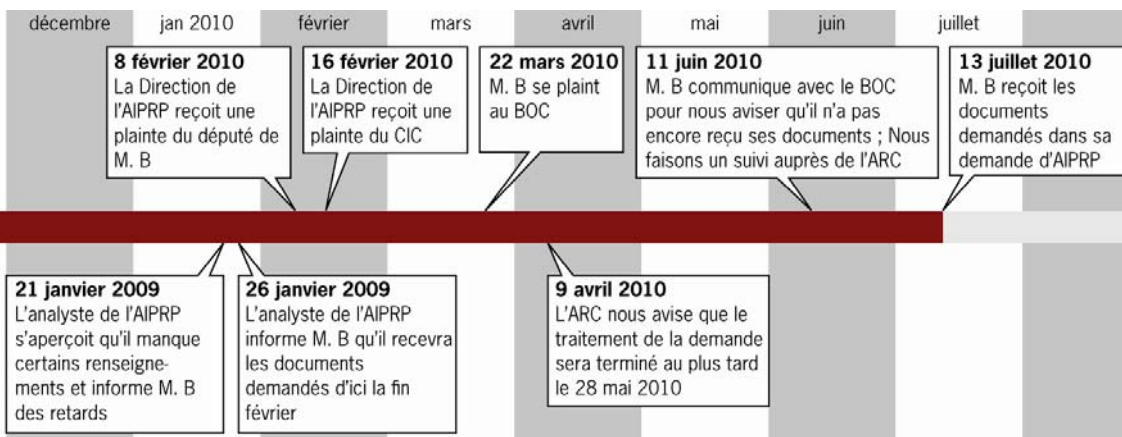 décembre
jan 2010
février
mars
avril
mai
juin
juillet
8 février 2010
La Direction de
l'AIPRP reçoit une
plainte du député de
M. B
16 février 2010
La Direction de
l'AIPRP reçoit une
plainte du CIC
22 mars 2010
M. B se plaint
au BOC
11 juin 2010
M. B communique avec le BOC
pour nous aviser qu'il n'a pas
encore reçu ses documents ; Nous
faisons un suivi auprès de l'ARC
13 juillet 2010
M. B reçoit les
documents
demandés dans sa
demande d'AIPRP
21 janvier 2009
L'analyste de l'AIPRP
s'aperçoit qu'il manque
certains renseigne-
ments et informe M. B
des retards
26 janvier 2009
L'analyste de l'AIPRP
informe M. B qu'il recevra
les documents
demandés d'ici la fin
février
9 avril 2010
L'ARC nous avise que le
traitement de la demande
sera terminé au plus tard
le 28 mai 2010